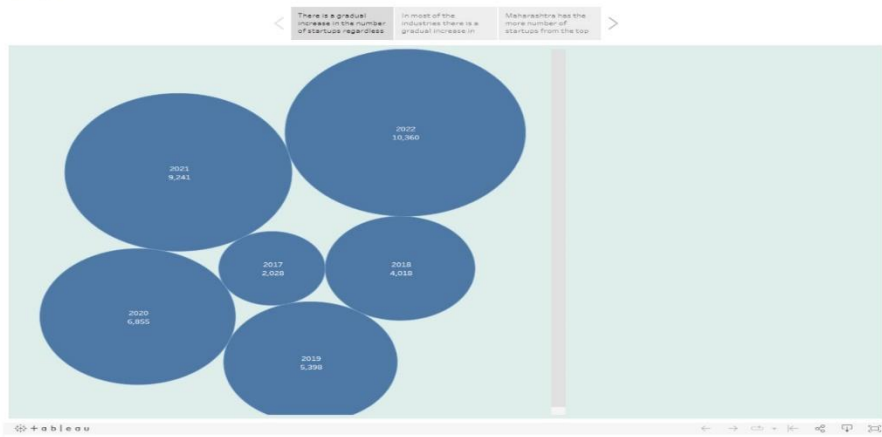 There is a gradual
increase in the number
of startups regardless
In most of the
industries there is a
gradual increase in
Maharashtra has the
more number of
startups from the top
2022
10,360
2021
9,241
2017
2,028
2018
4,018
2020
6,855
2019
5,398
+ableau